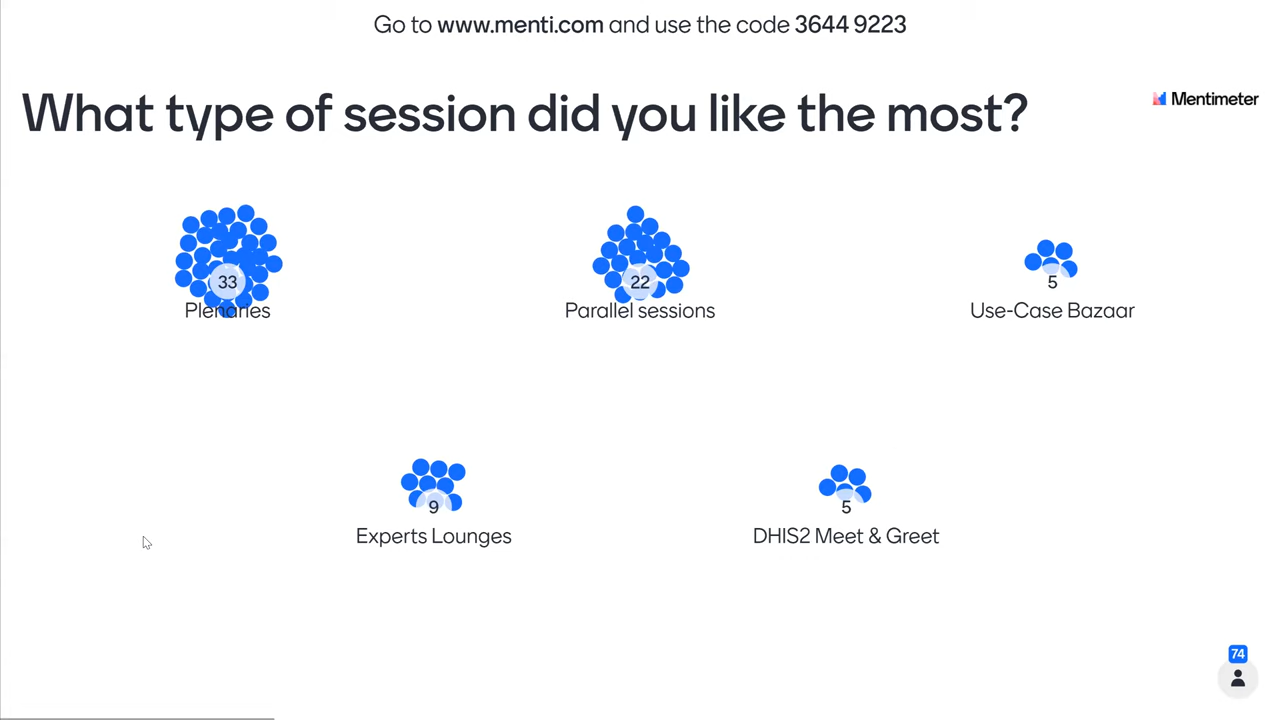 Go to www.menti.com and use the code 3644 9223
What type of session did you like the most?
Mentimeter
33
Plenaries
22
Parallel sessions
5
Use-Case Bazaar
9
Experts Lounges
5
DHIS2 Meet & Greet
74